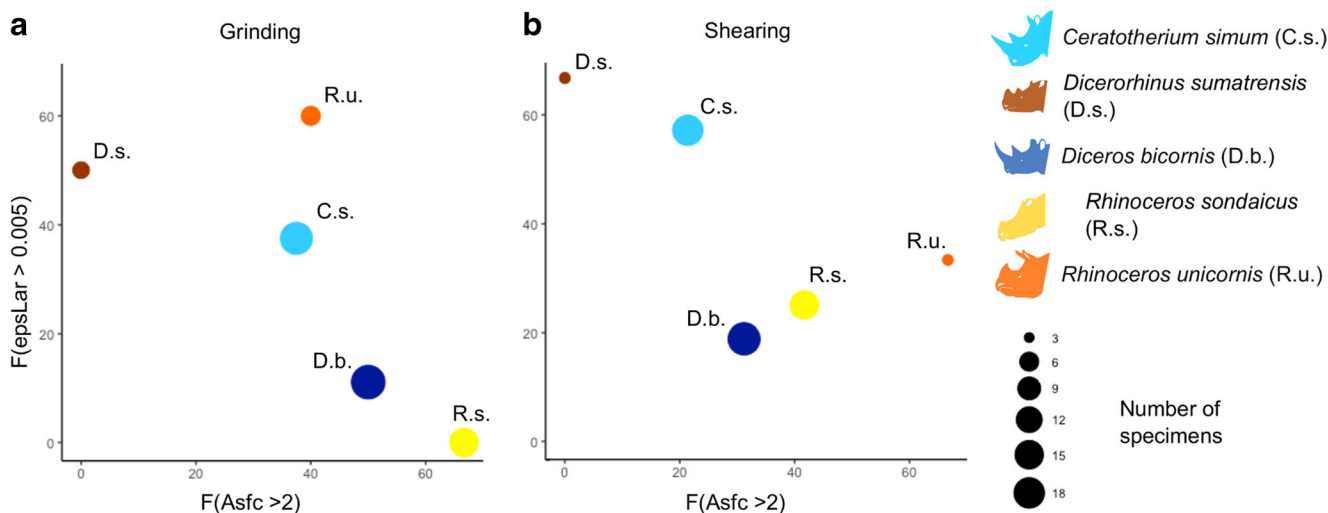 a
Grinding
F(epsLar > 0.005)
60
40
20
0
D.s.
R.u.
C.s.
D.b.
R.s.
0
20
40
60
F(Asfc >2)
b
Shearing
60
40
20
0
D.s.
C.s.
R.u.
R.s.
D.b.
0
20
40
60
F(Asfc >2)
Ceratotherium simum (C.s.)
Dicerorhinus sumatrensis
(D.s.)
Diceros bicornis (D.b.)
Rhinoceros sondaicus
(R.s.)
Rhinoceros unicornis (R.u.)
3
6
9
12
15
18
Number of
specimens